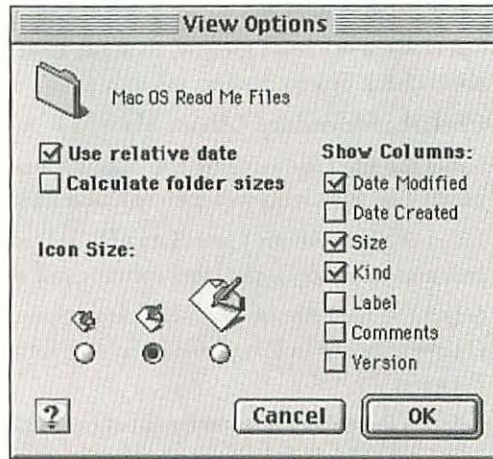 View Options
Mac OS Read Me Files
Use relative date
Calculate folder sizes
Icon Size:
Show Columns:
Date Modified
Date Created
Size
Kind
Label
Comments
Version
?
Cancel
OK